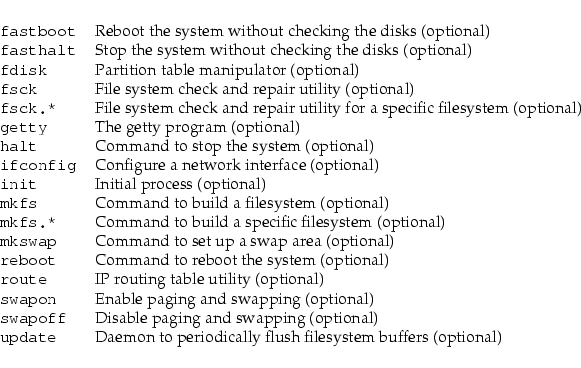 fastboot Reboot the system without checking the disks (optional)
fasthalt Stop the system without checking the disks (optional)
fdisk Partition table manipulator (optional)
fsck File system check and repair utility (optional)
fsck.* File system check and repair utility for a specific filesystem (optional)
getty The getty program (optional)
halt Command to stop the system (optional)
ifconfig Configure a network interface (optional)
init Initial process (optional)
mkfs Command to build a filesystem (optional)
mkfs.* Command to build a specific filesystem (optional)
mkswap Command to set up a swap area (optional)
reboot Command to reboot the system (optional)
route IP routing table utility (optional)
swapon Enable paging and swapping (optional)
swapoff Disable paging and swapping (optional)
update Daemon to periodically flush filesystem buffers (optional)